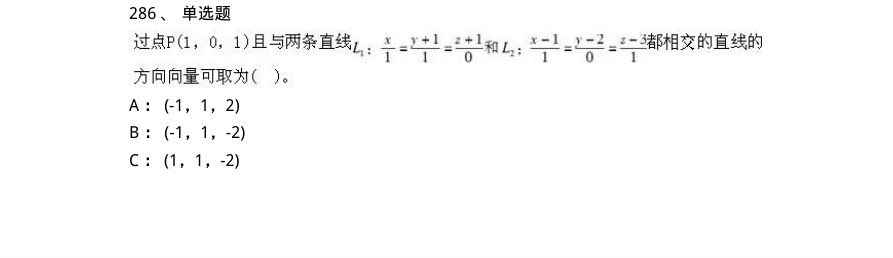 286、 单选题
过点P(1, 0, 1)且与两条直线L₁: x/1=y+1/1=z+1/0和L₂: x-1/1=y-2/0=z-3/1都相交的直线的
方向向量可取为( )。
A： (-1，1，2)
B： (-1，1，-2)
C： (1，1，-2)